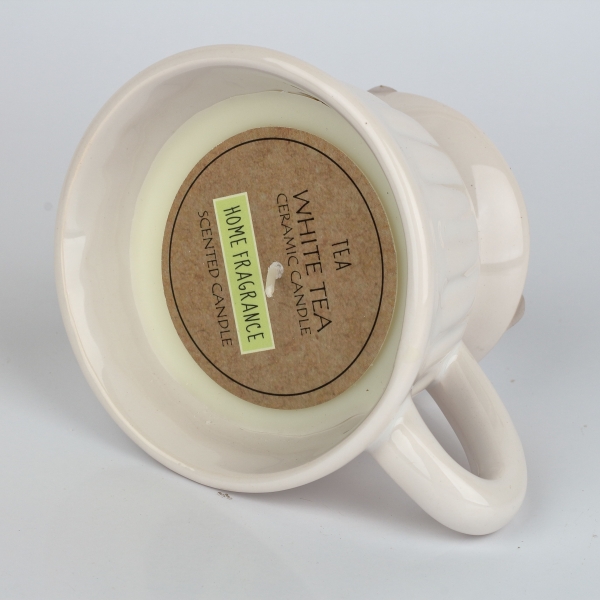 TEA
WHITE TEA
CERAMIC CANDLE
HOME FRAGRANCE
SCENTED CANDLE